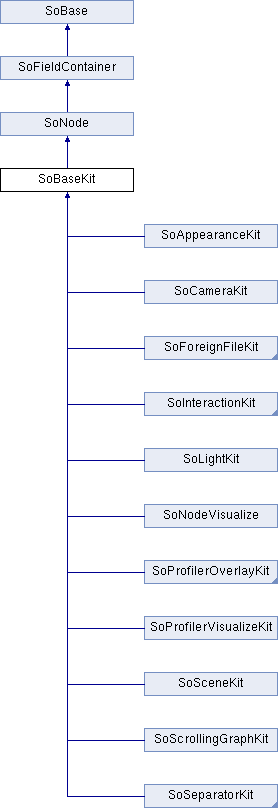 SoBase
SoFieldContainer
SoNode
SoBaseKit
SoAppearanceKit
SoCameraKit
SoForeignFileKit
SoInteractionKit
SoLightKit
SoNodeVisualize
SoProfilerOverlayKit
SoProfilerVisualizeKit
SoSceneKit
SoScrollingGraphKit
SoSeparatorKit